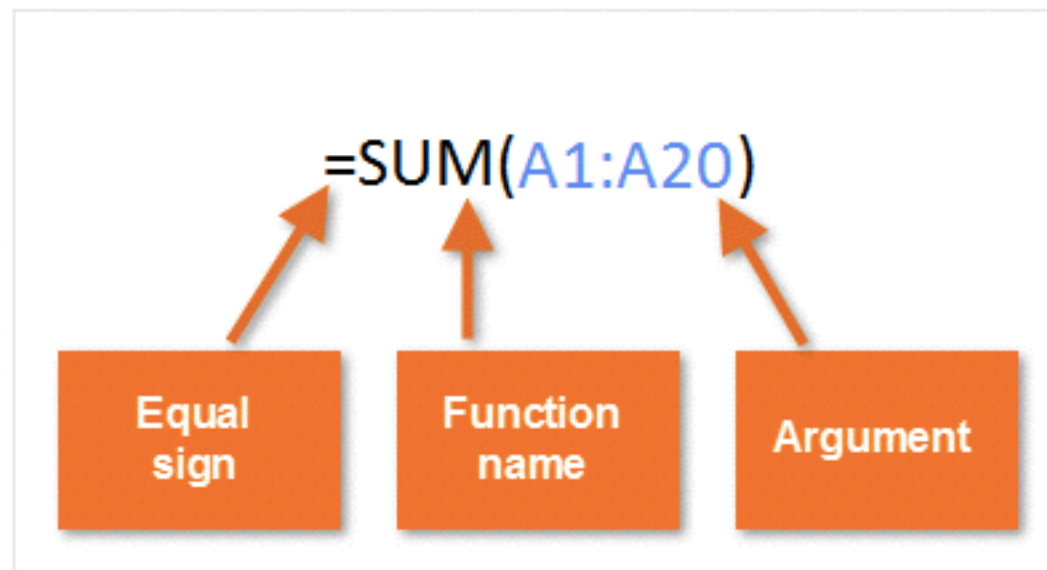 =SUM(A1:A20)
Equal
sign
Function
name
Argument